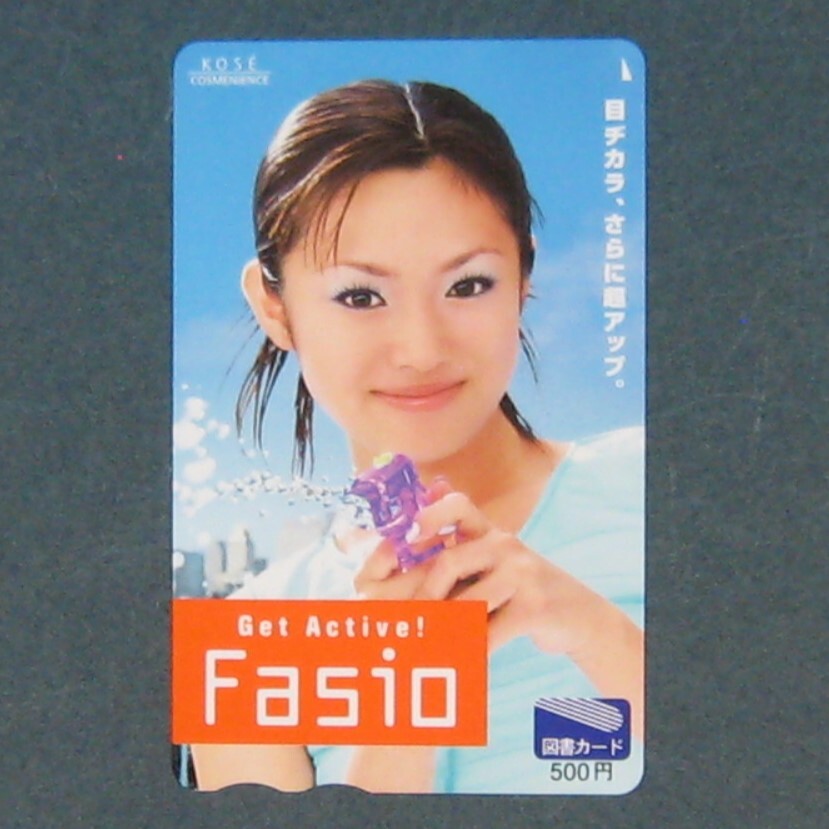 KOSÉ
COSMENIENCE
目チカラ、さらに超アップ。
Get Active!
Fasio
図書カード
500円